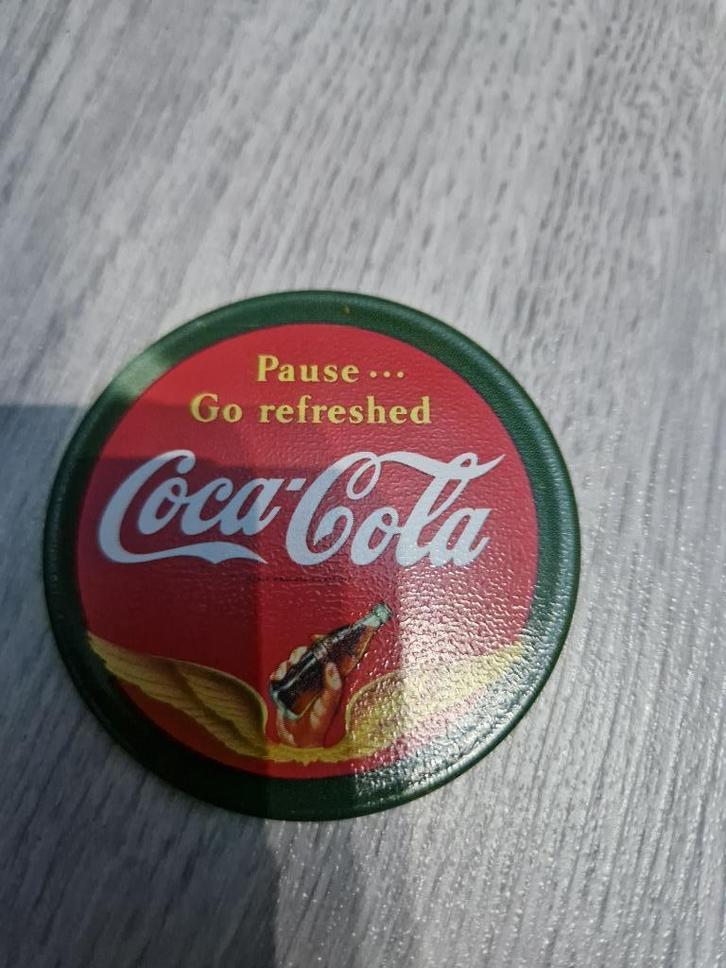 Pause...
Go refreshed
Coca-Cola